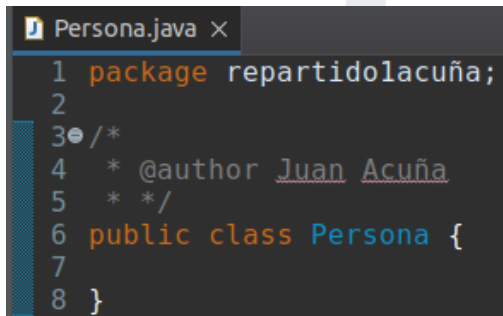 Persona.java ×
1 package repartido1acuña;
2
3 /*
4  * @author Juan Acuña
5  * */
6 public class Persona {
7
8 }